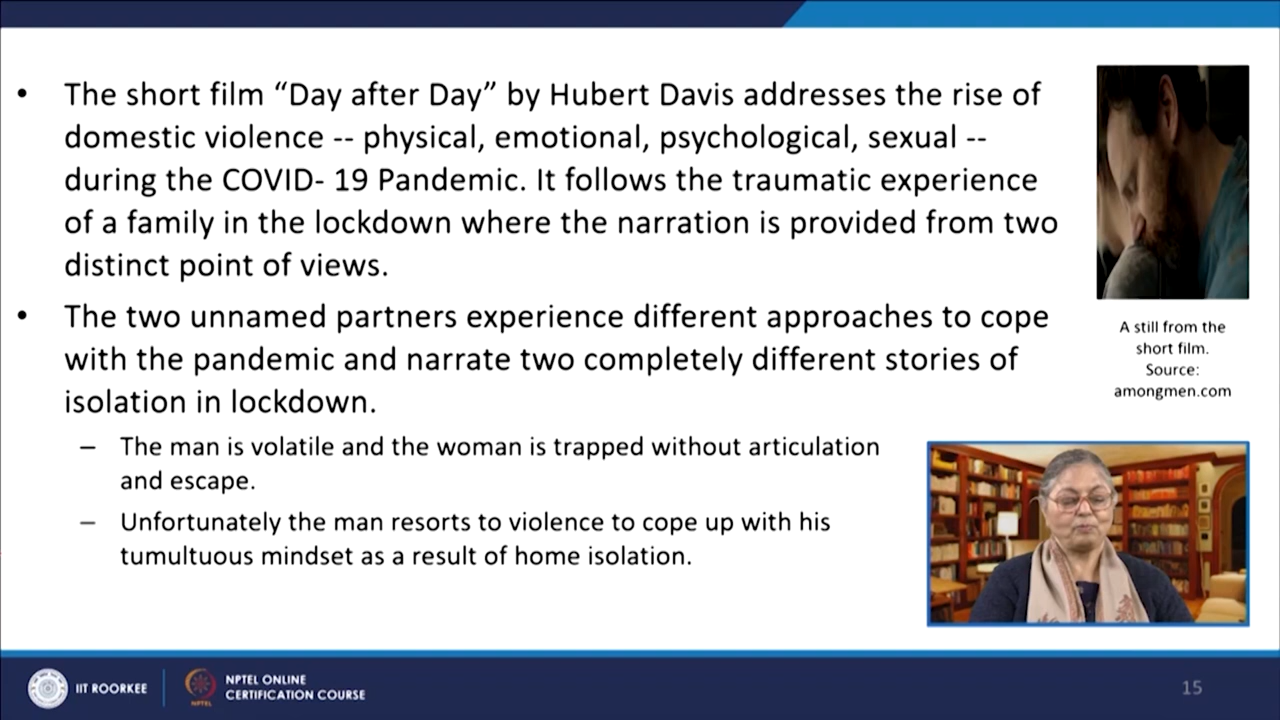 • The short film “Day after Day” by Hubert Davis addresses the rise of
domestic violence -- physical, emotional, psychological, sexual --
during the COVID- 19 Pandemic. It follows the traumatic experience
of a family in the lockdown where the narration is provided from two
distinct point of views.
• The two unnamed partners experience different approaches to cope
with the pandemic and narrate two completely different stories of
isolation in lockdown.
– The man is volatile and the woman is trapped without articulation
and escape.
– Unfortunately the man resorts to violence to cope up with his
tumultuous mindset as a result of home isolation.
A still from the
short film.
Source:
amongmen.com
IIT ROORKEE
NPTEL
NPTEL ONLINE
CERTIFICATION COURSE
15